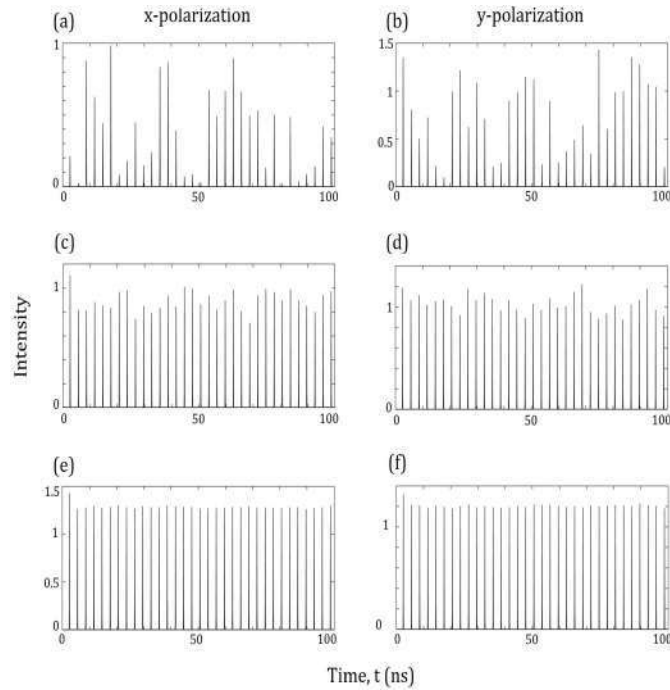 x-polarization y-polarization
(a) (b)
1 1.5
1
0.5
0 0
0 50 100 0 50 100
(c) (d)
1 1
0 0
0 50 100 0 50 100
Intensity
(e) (f)
1.5
1 1
0.5
0 0
0 50 100 0 50 100
Time, t (ns)